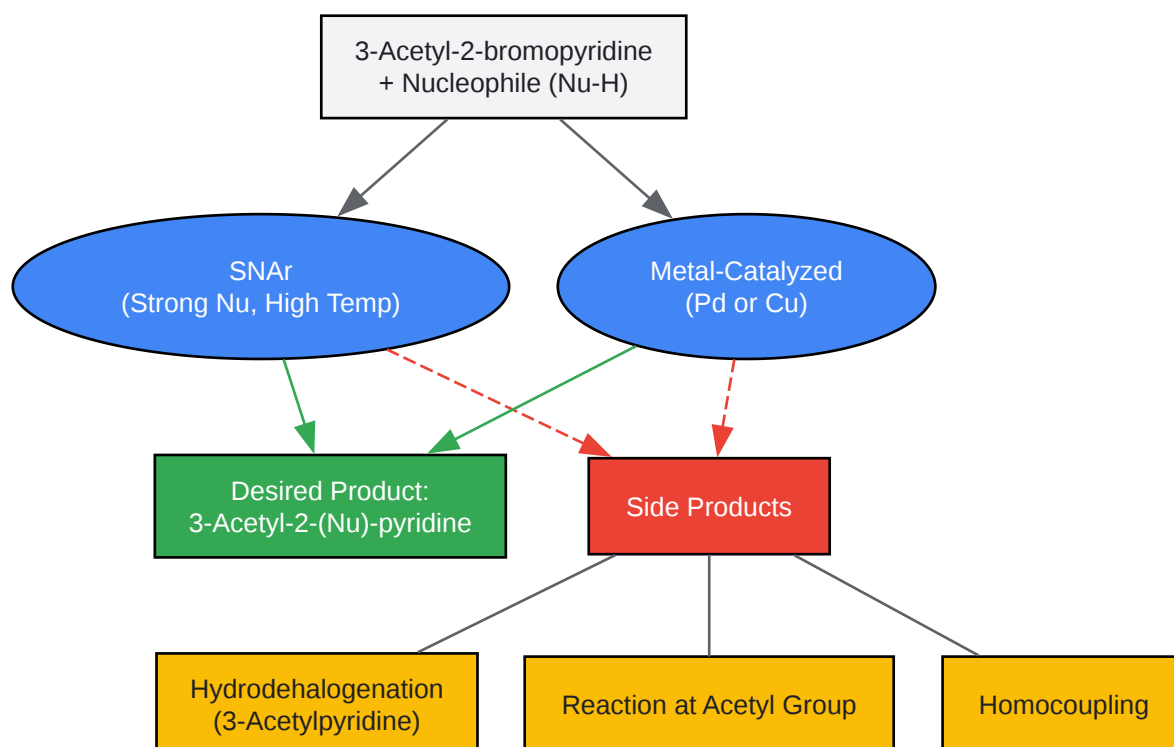 3-Acetyl-2-bromopyridine
+ Nucleophile (Nu-H)
SNAr
(Strong Nu, High Temp)
Metal-Catalyzed
(Pd or Cu)
Desired Product:
3-Acetyl-2-(Nu)-pyridine
Side Products
Hydrodehalogenation
(3-Acetylpyridine)
Reaction at Acetyl Group
Homocoupling